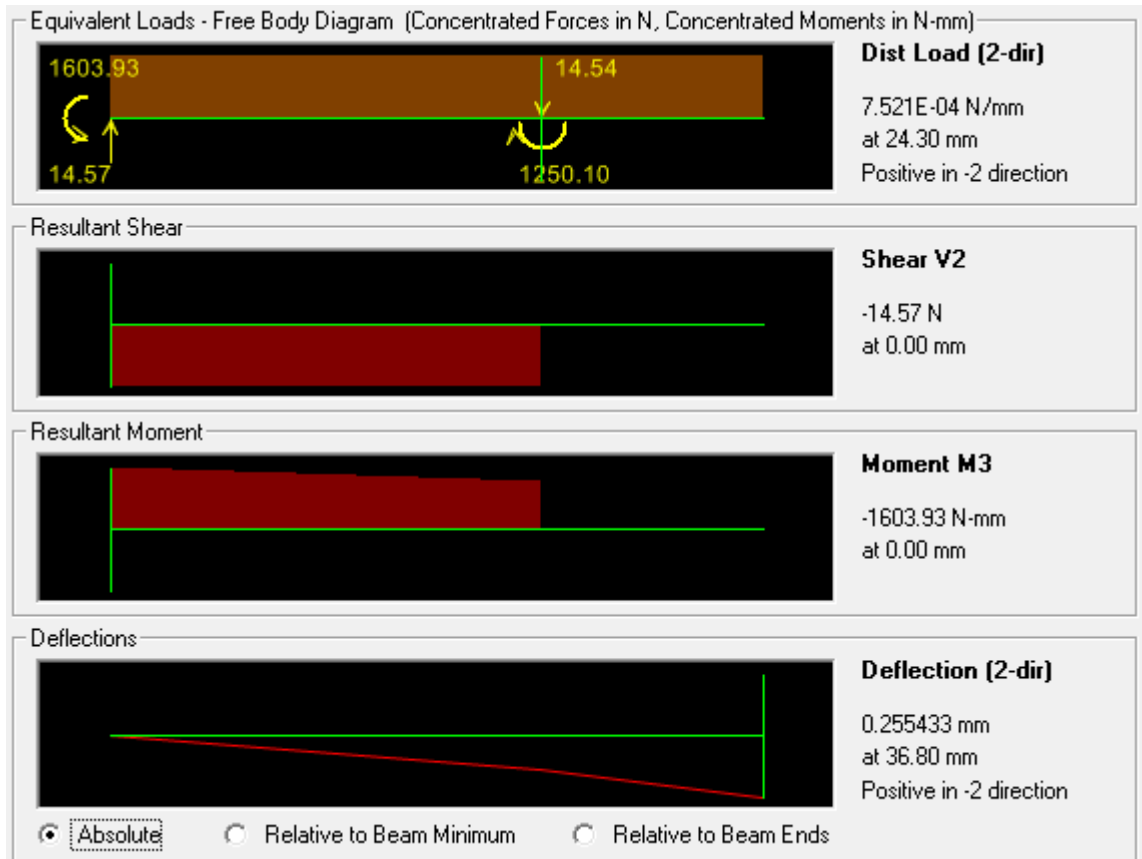 Equivalent Loads - Free Body Diagram (Concentrated Forces in N, Concentrated Moments in N-mm)
1603.93
14.54
14.57
1250.10
Dist Load (2-dir)
7.521E-04 N/mm
at 24.30 mm
Positive in -2 direction
Resultant Shear
Shear V2
-14.57 N
at 0.00 mm
Resultant Moment
Moment M3
-1603.93 N-mm
at 0.00 mm
Deflections
Deflection (2-dir)
0.255433 mm
at 36.80 mm
Positive in -2 direction
Absolute
Relative to Beam Minimum
Relative to Beam Ends